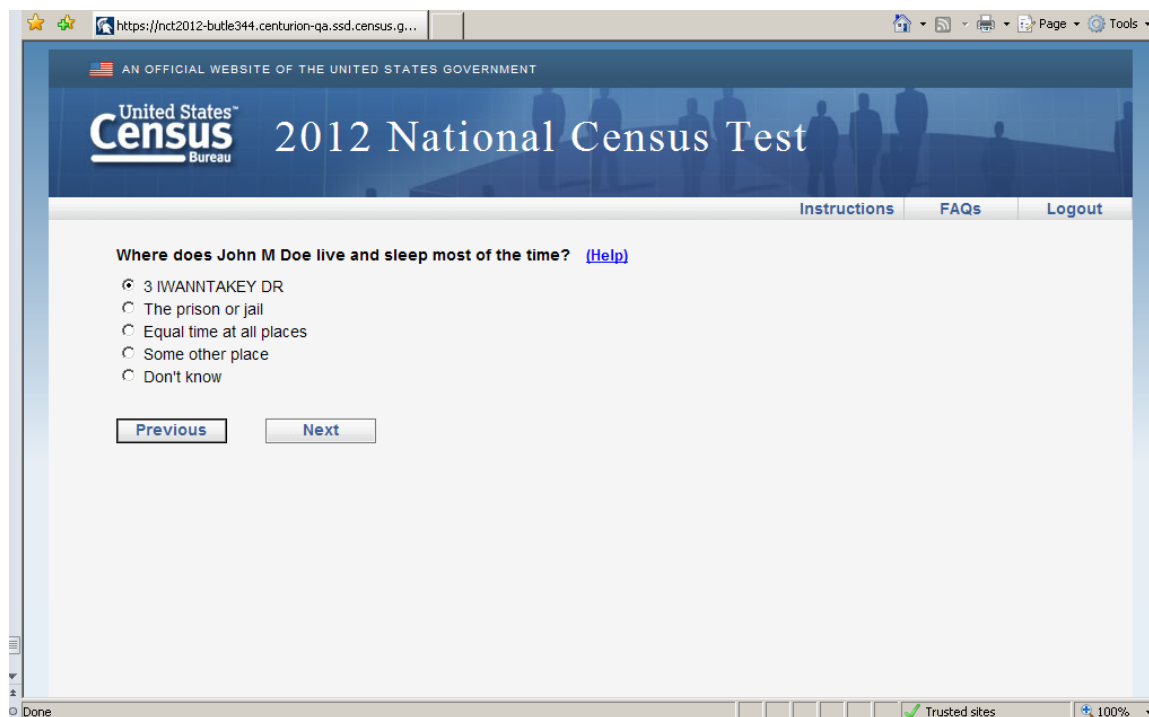 https://nct2012-butle344.centurion-qa.ssd.census.g...
Page
Tools
AN OFFICIAL WEBSITE OF THE UNITED STATES GOVERNMENT
United States™
Census
Bureau
2012 National Census Test
Instructions FAQs Logout
Where does John M Doe live and sleep most of the time? (Help)
3 IWANNTAKEY DR
The prison or jail
Equal time at all places
Some other place
Don't know
Previous Next
Done Trusted sites 100%